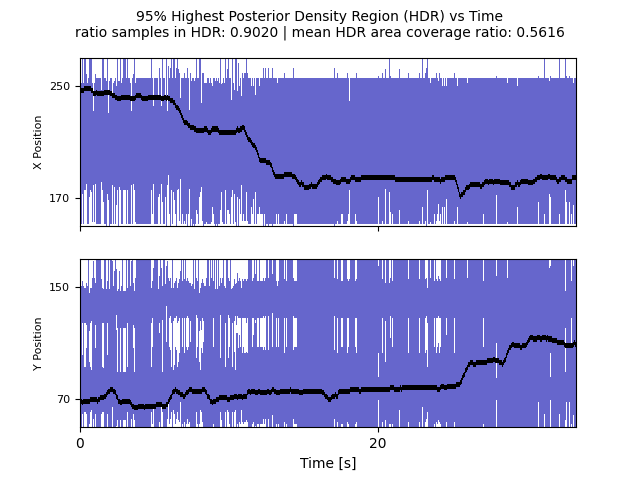 95% Highest Posterior Density Region (HDR) vs Time
ratio samples in HDR: 0.9020 | mean HDR area coverage ratio: 0.5616
250
X Position
170
150
Y Position
70
0
20
Time [s]